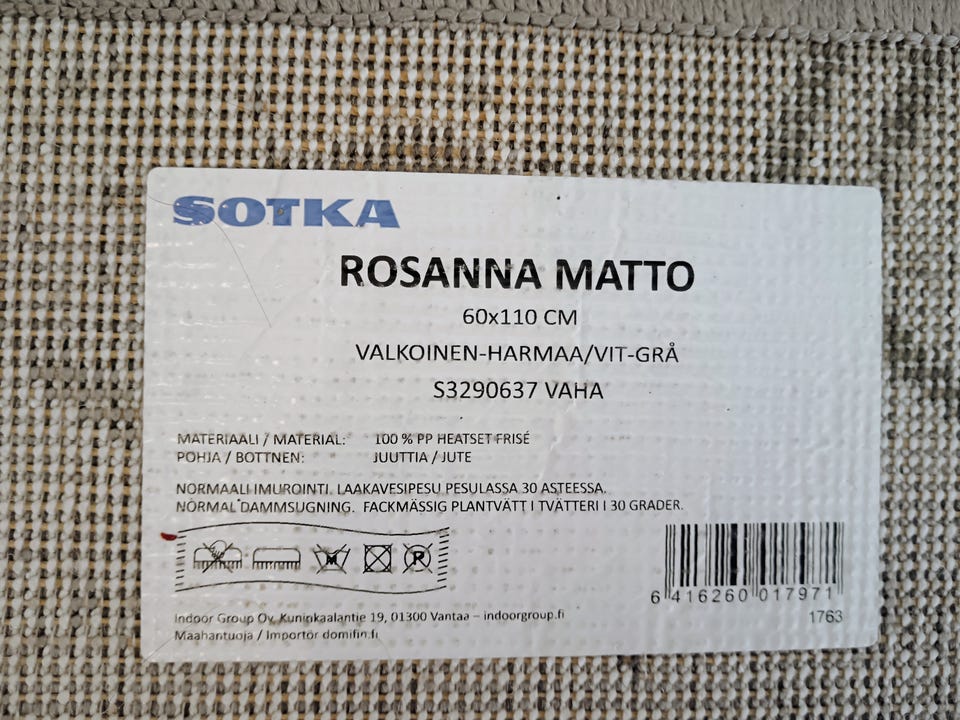 SOTKA
ROSANNA MATTO
60x110 CM
VALKOINEN-HARMAA/VIT-GRÅ
S3290637 VAHA
MATERIAALI / MATERIAL: 100 % PP HEATSET FRISÉ
POHJA / BOTTNEN: JUUTTIA / JUTE
NORMAALI IMUROINTI. LAAKAVESIPESU PESULASSA 30 ASTEESSA.
NORMAL DAMMSUGNING. FACKMÄSSIG PLANTVÄTT I TVÄTTERI I 30 GRADER.
M P
6 416260 017971
1763
Indoor Group Oy, Kuninkaalantie 19, 01300 Vantaa – indoorgroup.fi
Maahantuoja / Importör domifin.fi